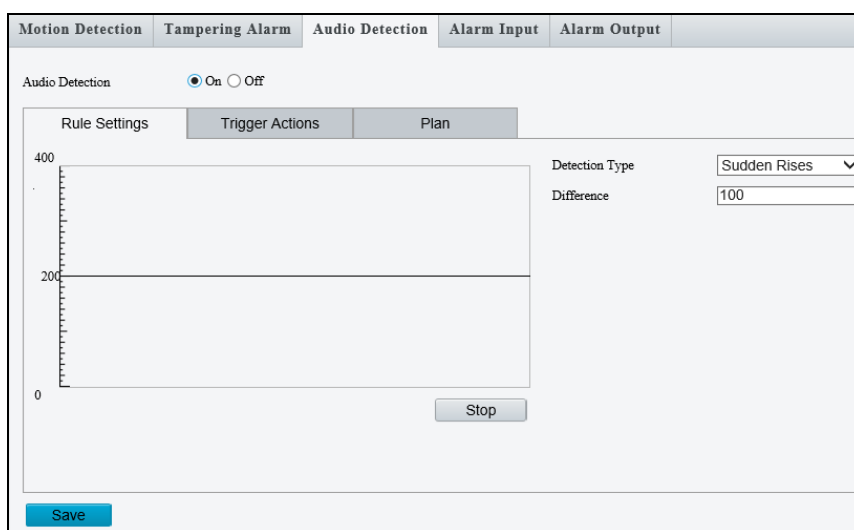 Motion Detection Tampering Alarm Audio Detection Alarm Input Alarm Output
Audio Detection On Off
Rule Settings Trigger Actions Plan
400
Detection Type Sudden Rises
Difference 100
200
0
Stop
Save